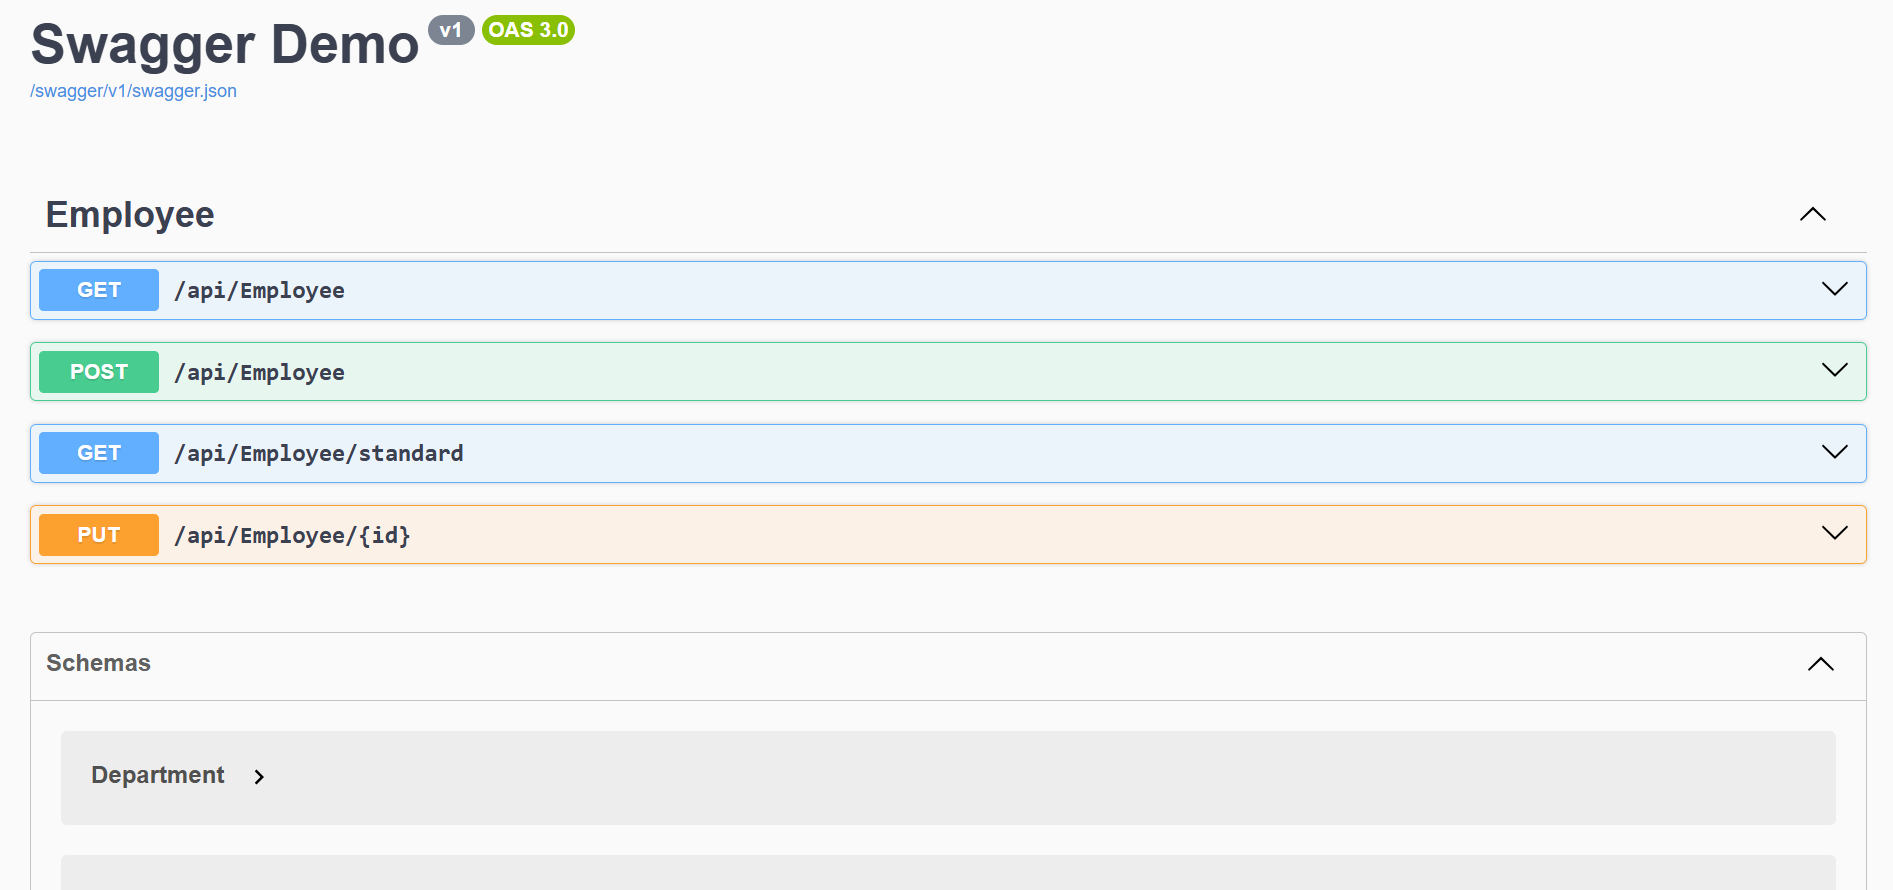 Swagger Demo v1 OAS 3.0
/swagger/v1/swagger.json
Employee
GET /api/Employee
POST /api/Employee
GET /api/Employee/standard
PUT /api/Employee/{id}
Schemas
Department